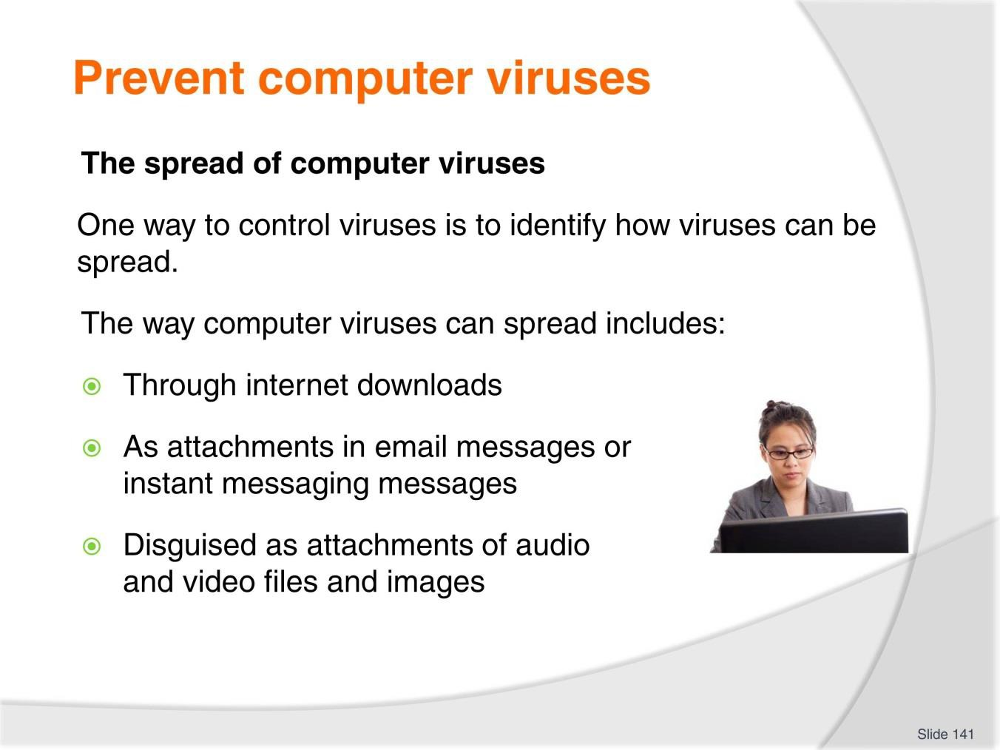 Prevent computer viruses
The spread of computer viruses
One way to control viruses is to identify how viruses can be
spread.
The way computer viruses can spread includes:
Through internet downloads
As attachments in email messages or
instant messaging messages
Disguised as attachments of audio
and video files and images
Slide 141